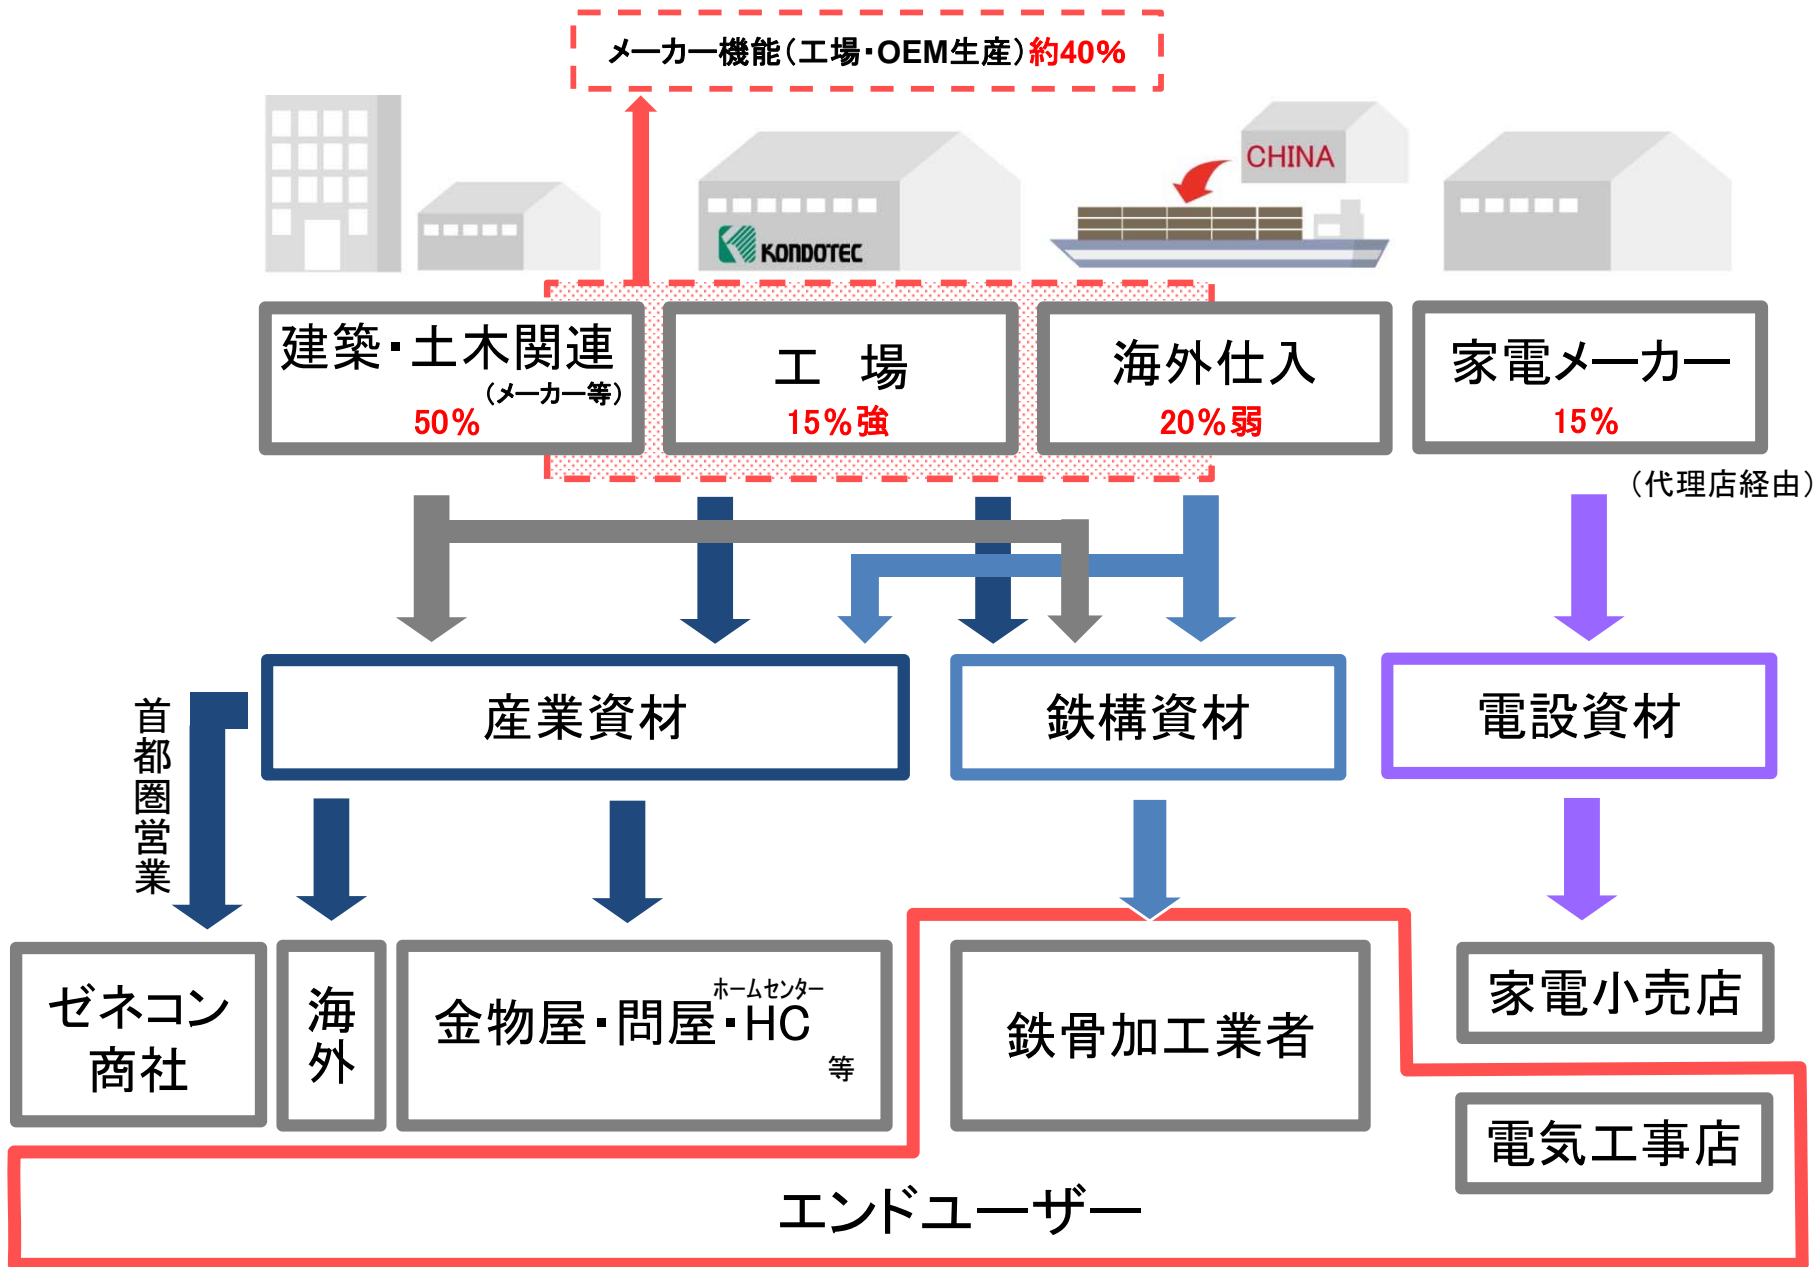 メーカー機能（工場・OEM生産）約40%
CHINA
KONDOTEC
建築・土木関連
（メーカー等）
50%
工　場
15%強
海外仕入
20%弱
家電メーカー
15%
（代理店経由）
首都圏営業
産業資材
鉄構資材
電設資材
ゼネコン
商社
海外
ホームセンター
金物屋・問屋・HC
等
鉄骨加工業者
家電小売店
電気工事店
エンドユーザー